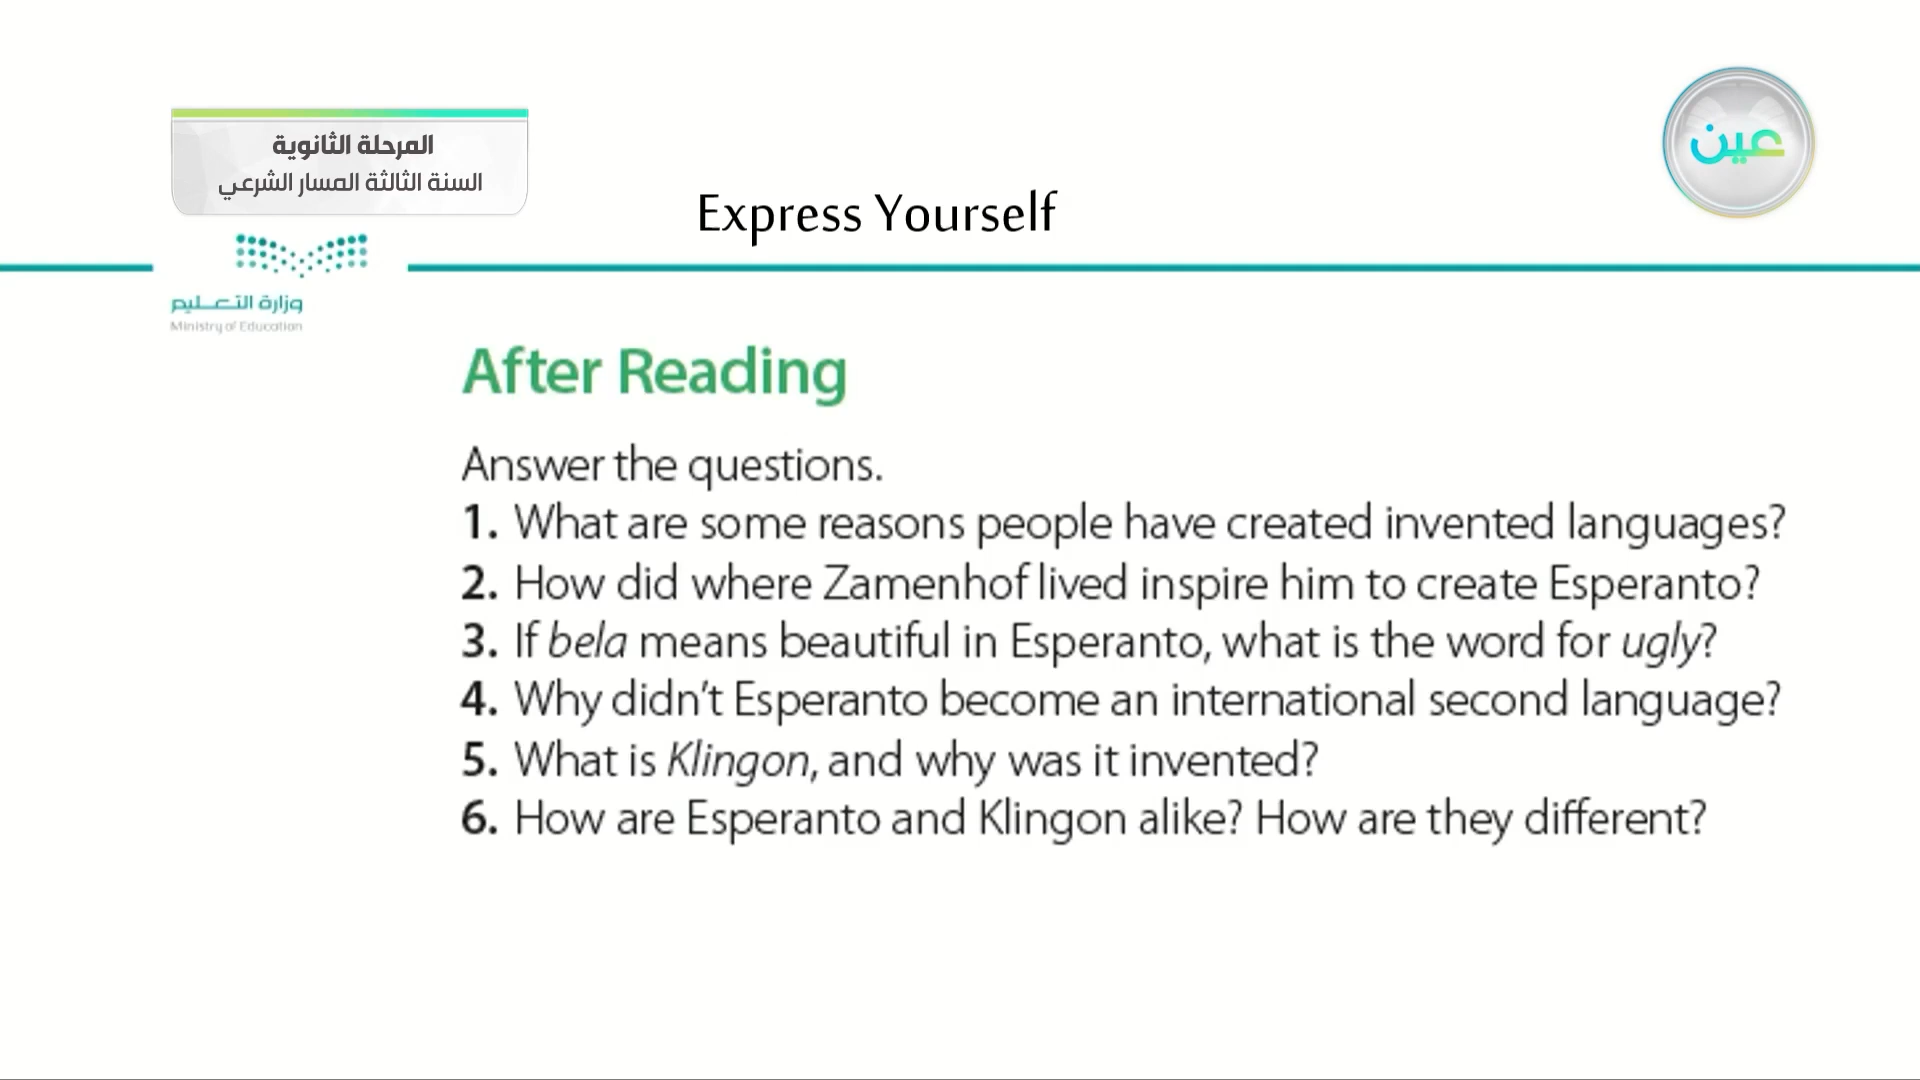 المرحلة الثانوية
السنة الثالثة المسار الشرعي
عين
Express Yourself
وزارة التعليم
Ministry of Education
After Reading
Answer the questions.
1. What are some reasons people have created invented languages?
2. How did where Zamenhof lived inspire him to create Esperanto?
3. If bela means beautiful in Esperanto, what is the word for ugly?
4. Why didn't Esperanto become an international second language?
5. What is Klingon, and why was it invented?
6. How are Esperanto and Klingon alike? How are they different?